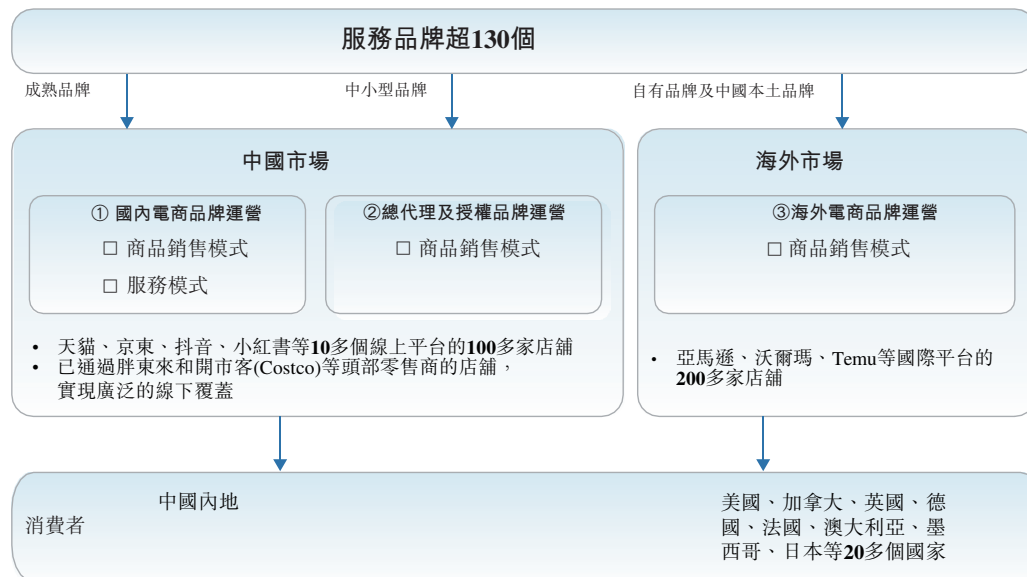 服務品牌超130個
成熟品牌
中小型品牌
自有品牌及中國本土品牌
中國市場
① 國內電商品牌運營
□ 商品銷售模式
□ 服務模式
②總代理及授權品牌運營
□ 商品銷售模式
• 天貓、京東、抖音、小紅書等10多個線上平台的100多家店舖
• 已通過胖東來和開市客(Costco)等頭部零售商的店舖，
實現廣泛的線下覆蓋
海外市場
③海外電商品牌運營
□ 商品銷售模式
• 亞馬遜、沃爾瑪、Temu等國際平台的
200多家店舖
消費者
中國內地
美國、加拿大、英國、德
國、法國、澳大利亞、墨
西哥、日本等20多個國家